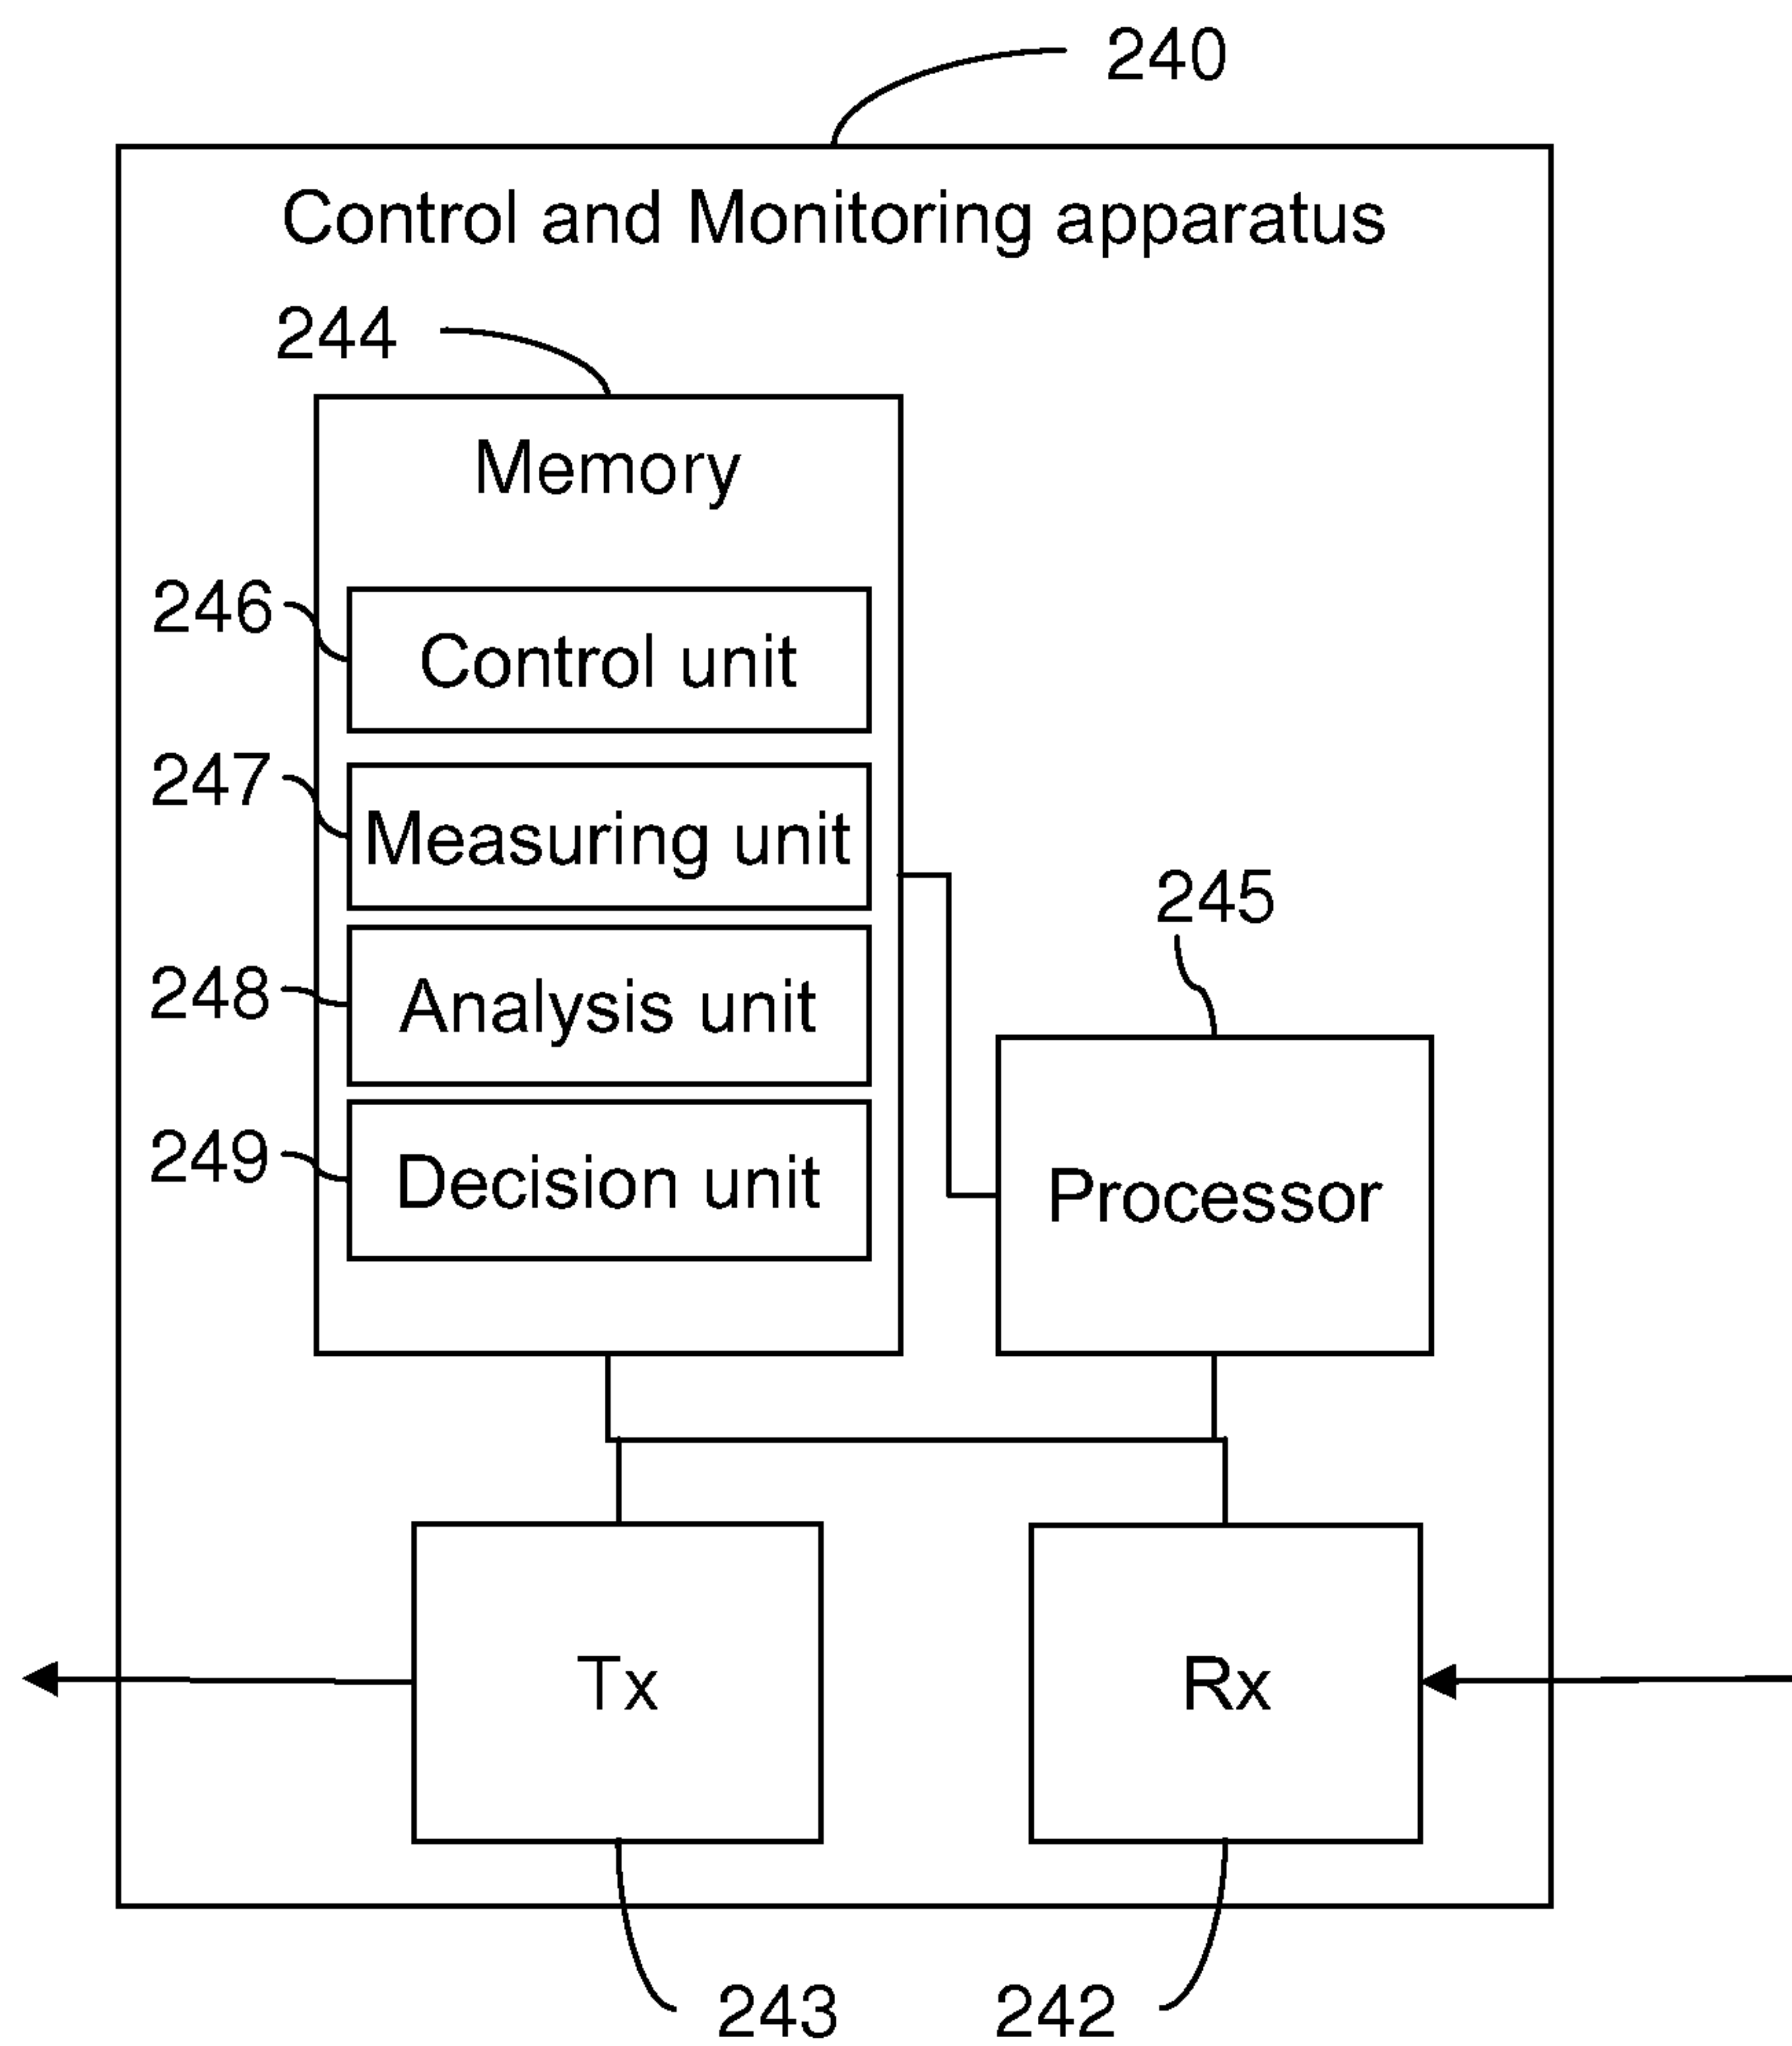 240
Control and Monitoring apparatus
244
Memory
246
Control unit
247
Measuring unit
245
248
Analysis unit
249
Decision unit
Processor
Tx
Rx
243
242